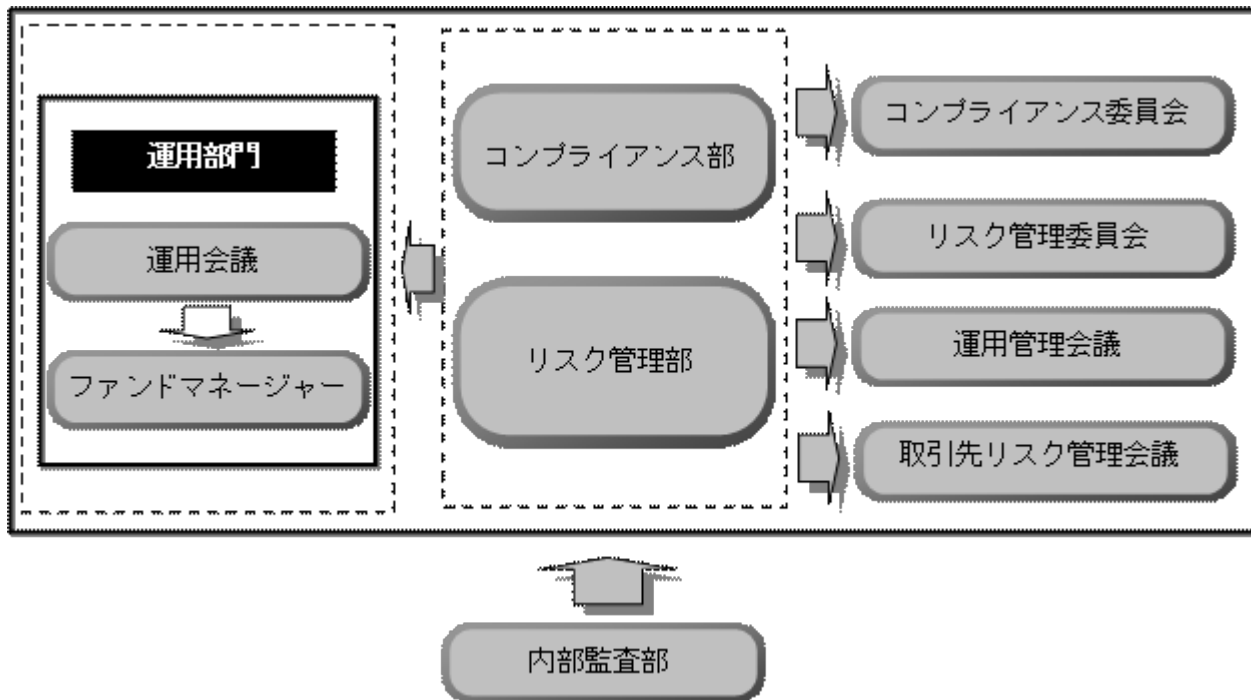 運用部門
運用会議
ファンドマネージャー
コンプライアンス部
リスク管理部
コンプライアンス委員会
リスク管理委員会
運用管理会議
取引先リスク管理会議
内部監査部